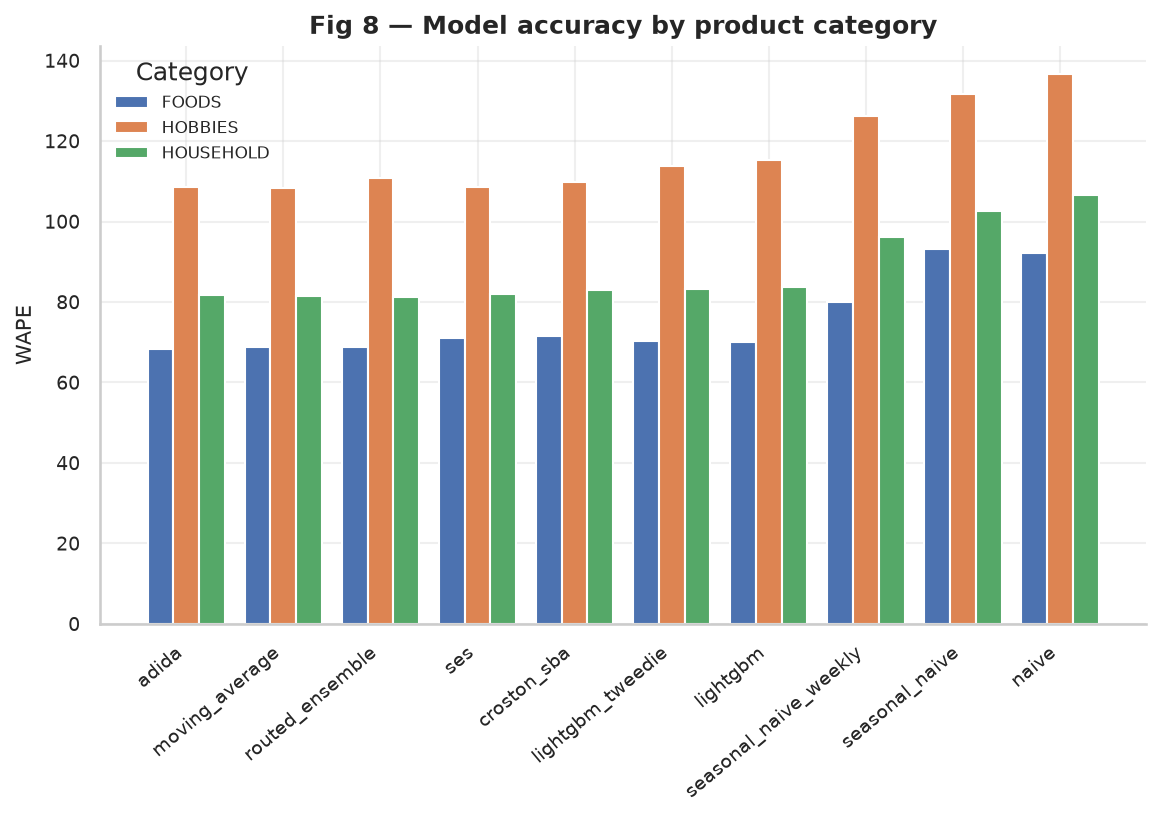 Fig 8 — Model accuracy by product category
Category
FOODS
HOBBIES
HOUSEHOLD
WAPE
140
120
100
80
60
40
20
0
adida
moving_average
routed_ensemble
ses
croston_sba
lightgbm_tweedie
lightgbm
seasonal_naive_weekly
seasonal_naive
naive